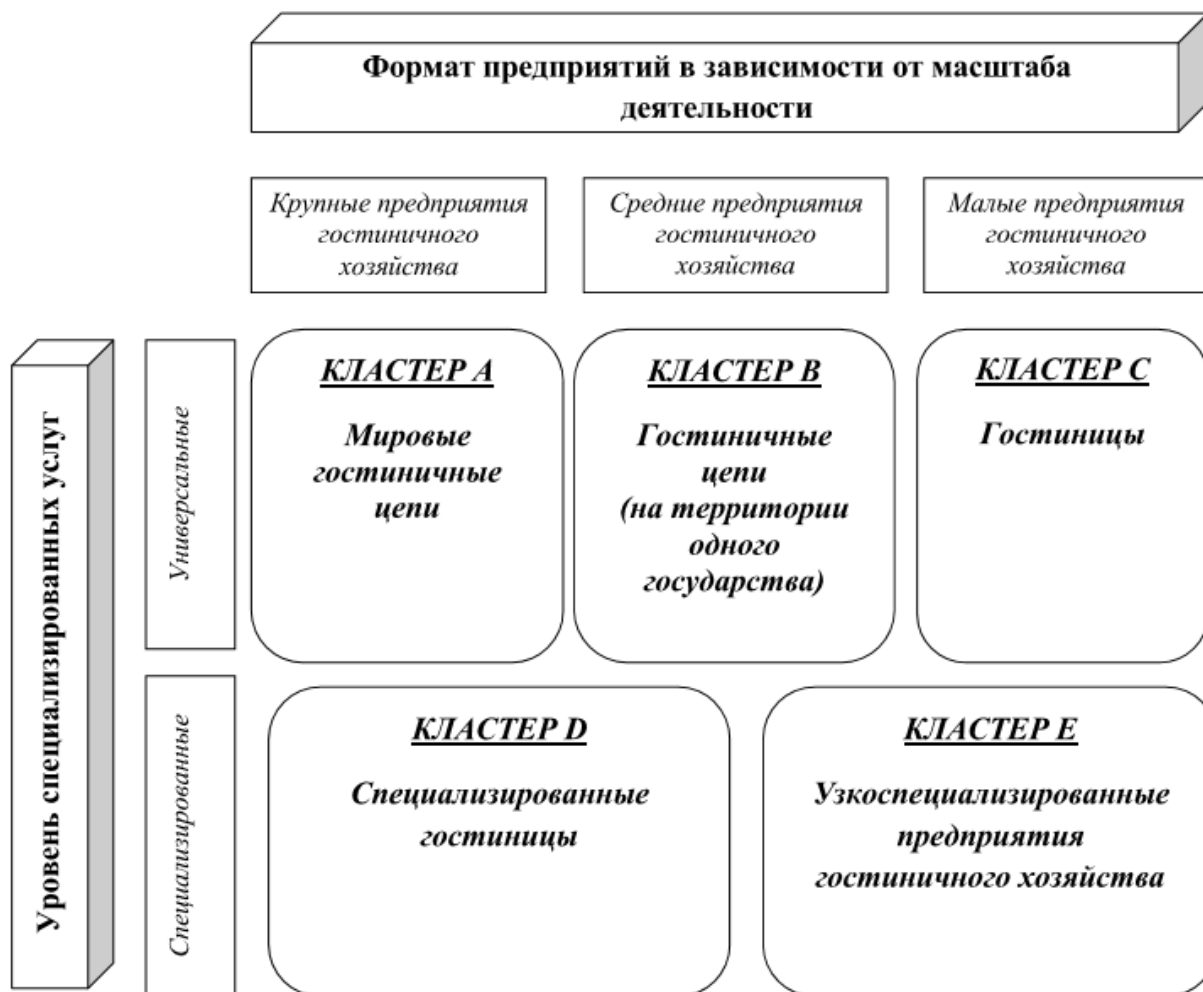 Формат предприятий в зависимости от масштаба
деятельности
Крупные предприятия
гостиничного
хозяйства
Средние предприятия
гостиничного
хозяйства
Малые предприятия
гостиничного
хозяйства
Уровень специализированных услуг
Универсальные
КЛАСТЕР A
Мировые
гостиничные
цепи
КЛАСТЕР B
Гостиничные
цепи
(на территории
одного
государства)
КЛАСТЕР C
Гостиницы
Специализированные
КЛАСТЕР D
Специализированные
гостиницы
КЛАСТЕР E
Узкоспециализированные
предприятия
гостиничного хозяйства